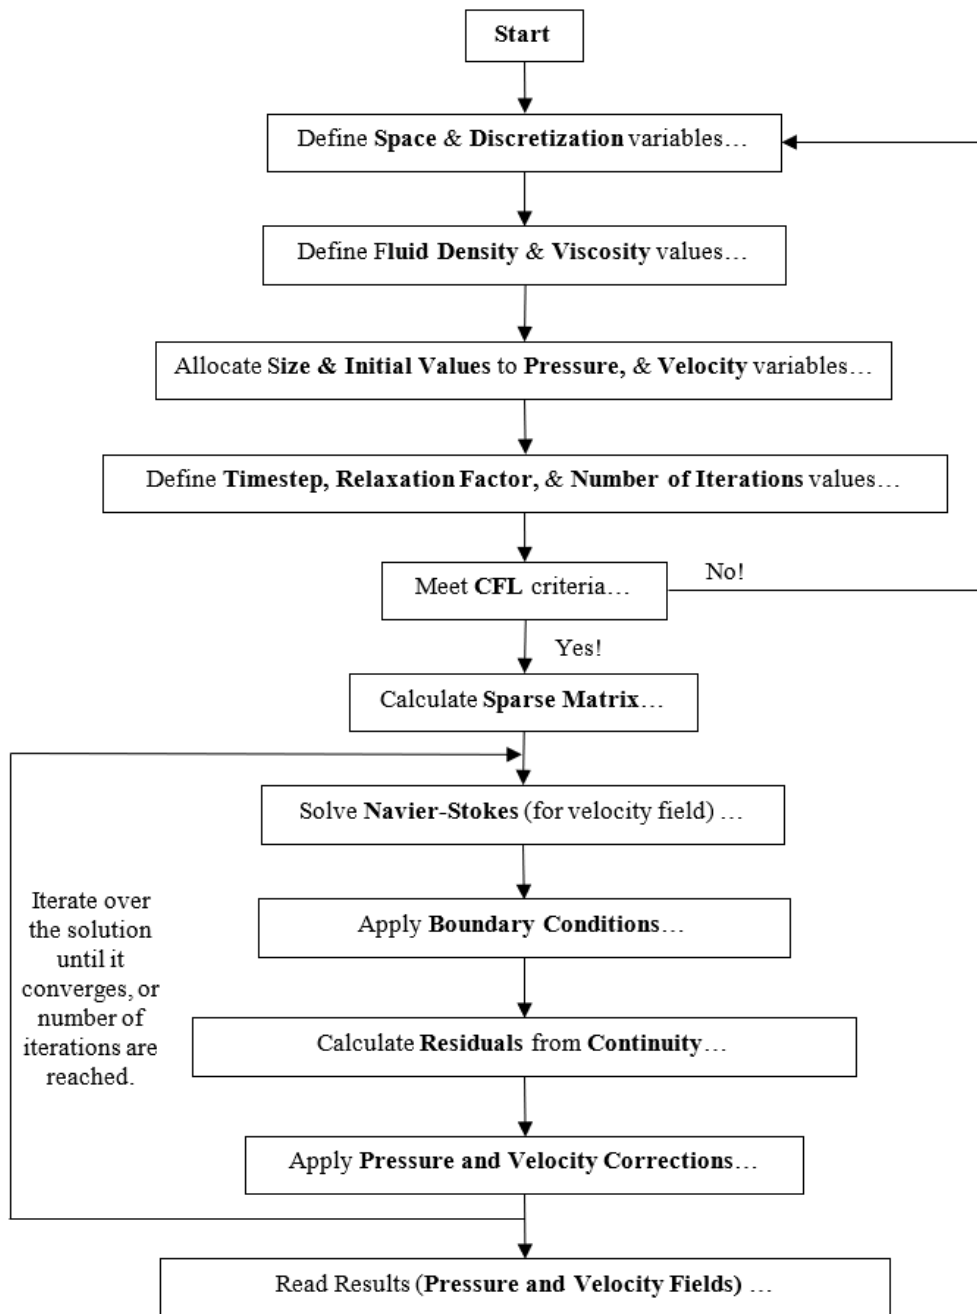 Start
Define Space & Discretization variables…
Define Fluid Density & Viscosity values…
Allocate Size & Initial Values to Pressure, & Velocity variables…
Define Timestep, Relaxation Factor, & Number of Iterations values…
Meet CFL criteria…
No!
Yes!
Calculate Sparse Matrix…
Solve Navier-Stokes (for velocity field) …
Apply Boundary Conditions…
Iterate over
the solution
until it
converges, or
number of
iterations are
reached.
Calculate Residuals from Continuity…
Apply Pressure and Velocity Corrections…
Read Results (Pressure and Velocity Fields) …